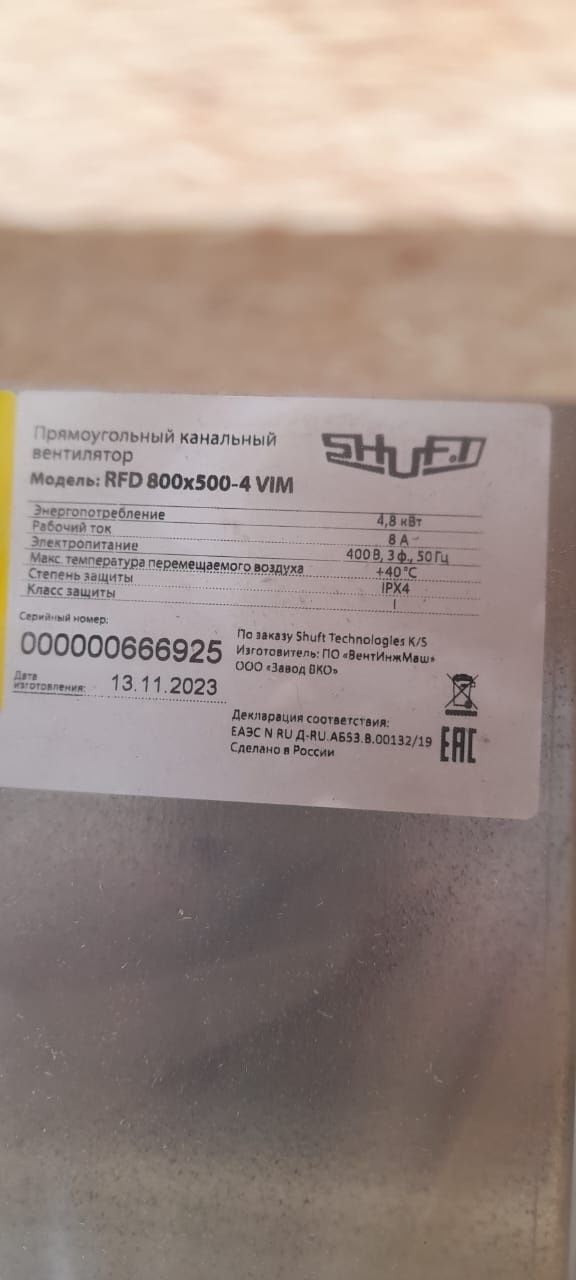 Прямоугольный канальный
вентилятор
SHUFT
Модель: RFD 800x500-4 VIM
Энергопотребление 4,8 кВт
Рабочий ток 8 А
Электропитание 400 В, 3 ф., 50 Гц
Макс. температура перемещаемого воздуха +40 °C
Степень защиты IPX4
Класс защиты I
Серийный номер:
000000666925
Дата
изготовления: 13.11.2023
По заказу Shuft Technologies K/S
Изготовитель: ПО «ВентИнжМаш»
ООО «Завод ВКО»
Декларация соответствия:
ЕАЭС N RU Д-RU.АБ53.В.00132/19
Сделано в России
EAC